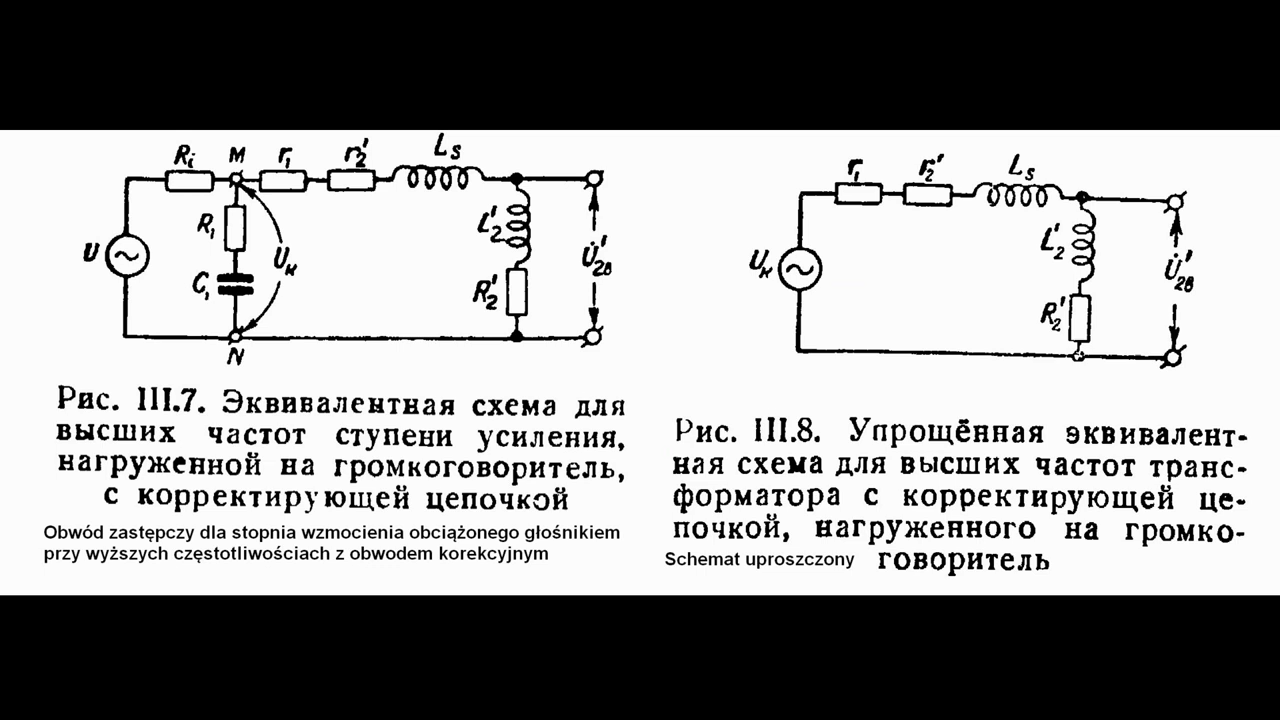 Ri M r₁ r₂' Ls
R₁
U Uк L₂' U̇₂в'
C₁ R₂'
N
Рис. III.7. Эквивалентная схема для
высших частот ступени усиления,
нагруженной на громкоговоритель,
с корректирующей цепочкой
Obwód zastępczy dla stopnia wzmocienia obciążonego głośnikiem
przy wyższych częstotliwościach z obwodem korekcyjnym
r₁ r₂' Ls
L₂'
Uк U̇₂в'
R₂'
Рис. III.8. Упрощённая эквивалент-
ная схема для высших частот транс-
форматора с корректирующей це-
почкой, нагруженного на громко-
говоритель
Schemat uproszczony